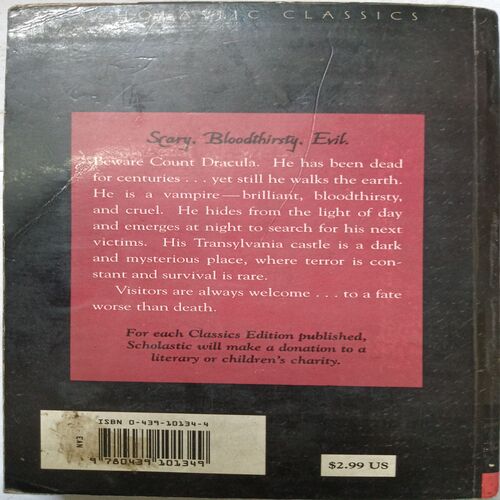 SCHOLASTIC CLASSICS
Scary. Bloodthirsty. Evil.
Beware Count Dracula. He has been dead
for centuries . . . yet still he walks the earth.
He is a vampire—brilliant, bloodthirsty,
and cruel. He hides from the light of day
and emerges at night to search for his next
victims. His Transylvania castle is a dark
and mysterious place, where terror is con-
stant and survival is rare.
Visitors are always welcome . . . to a fate
worse than death.
For each Classics Edition published,
Scholastic will make a donation to a
literary or children's charity.
ISBN 0-439-10134-4
EAN
9 780439 101349
$2.99 US